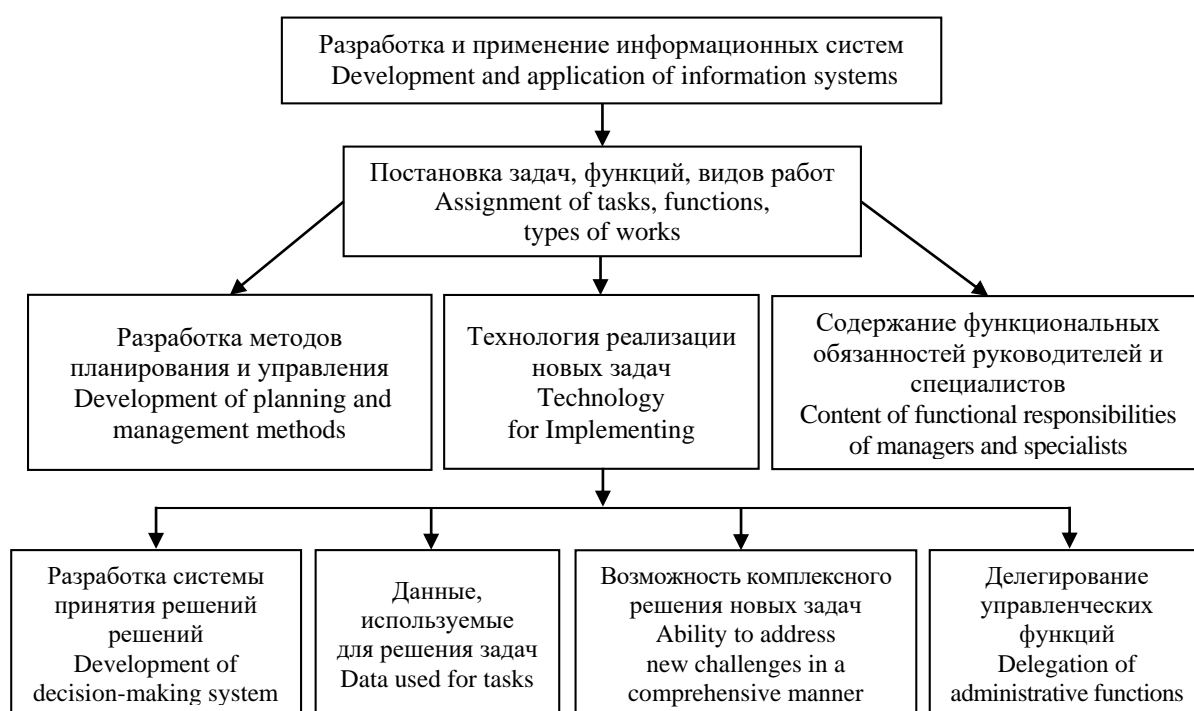 Разработка и применение информационных систем
Development and application of information systems
Постановка задач, функций, видов работ
Assignment of tasks, functions,
types of works
Разработка методов
планирования и управления
Development of planning and
management methods
Технология реализации
новых задач
Technology
for Implementing
Содержание функциональных
обязанностей руководителей и
специалистов
Content of functional responsibilities
of managers and specialists
Разработка системы
принятия решений
решений
Development of
decision-making system
Данные,
используемые
для решения задач
Data used for tasks
Возможность комплексного
решения новых задач
Ability to address
new challenges in a
comprehensive manner
Делегирование
управленческих
функций
Delegation of
administrative functions